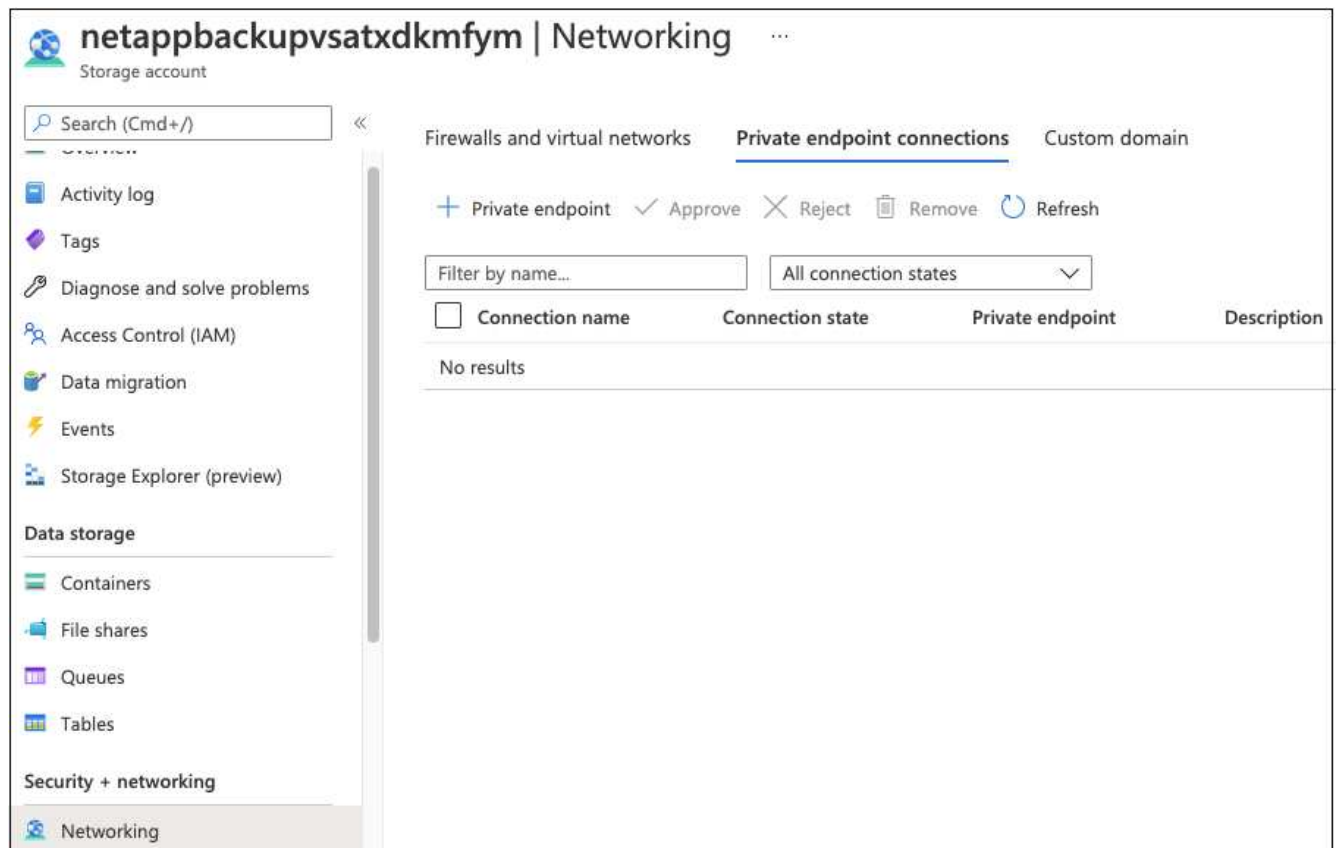 netappbackupvsatxdkmfym | Networking ...
Storage account
Search (Cmd+/)
«
Firewalls and virtual networks Private endpoint connections Custom domain
Overview
Activity log
Private endpoint Approve Reject Remove Refresh
Tags
Filter by name... All connection states
Diagnose and solve problems
Connection name Connection state Private endpoint Description
Access Control (IAM)
No results
Data migration
Events
Storage Explorer (preview)
Data storage
Containers
File shares
Queues
Tables
Security + networking
Networking